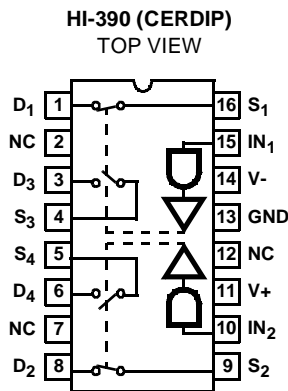 HI-390 (CERDIP)
TOP VIEW
D1 1 16 S1
NC 2 15 IN1
D3 3 14 V-
S3 4 13 GND
S4 5 12 NC
D4 6 11 V+
NC 7 10 IN2
D2 8 9 S2